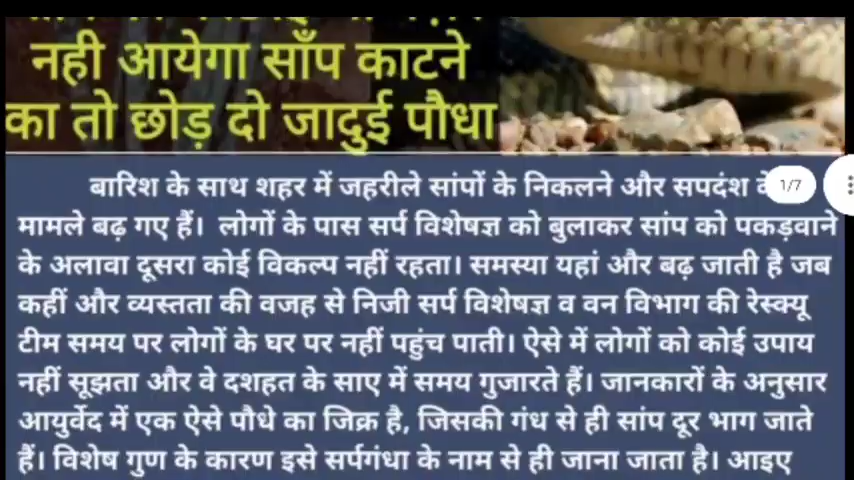 नही आयेगा साँप काटने
का तो छोड़ दो जादुई पौधा
बारिश के साथ शहर में जहरीले सांपों के निकलने और सपदंश के
1/7
मामले बढ़ गए हैं। लोगों के पास सर्प विशेषज्ञ को बुलाकर सांप को पकड़वाने
के अलावा दूसरा कोई विकल्प नहीं रहता। समस्या यहां और बढ़ जाती है जब
कहीं और व्यस्तता की वजह से निजी सर्प विशेषज्ञ व वन विभाग की रेस्क्यू
टीम समय पर लोगों के घर पर नहीं पहुंच पाती। ऐसे में लोगों को कोई उपाय
नहीं सूझता और वे दशहत के साए में समय गुजारते हैं। जानकारों के अनुसार
आयुर्वेद में एक ऐसे पौधे का जिक्र है, जिसकी गंध से ही सांप दूर भाग जाते
हैं। विशेष गुण के कारण इसे सर्पगंधा के नाम से ही जाना जाता है। आइए